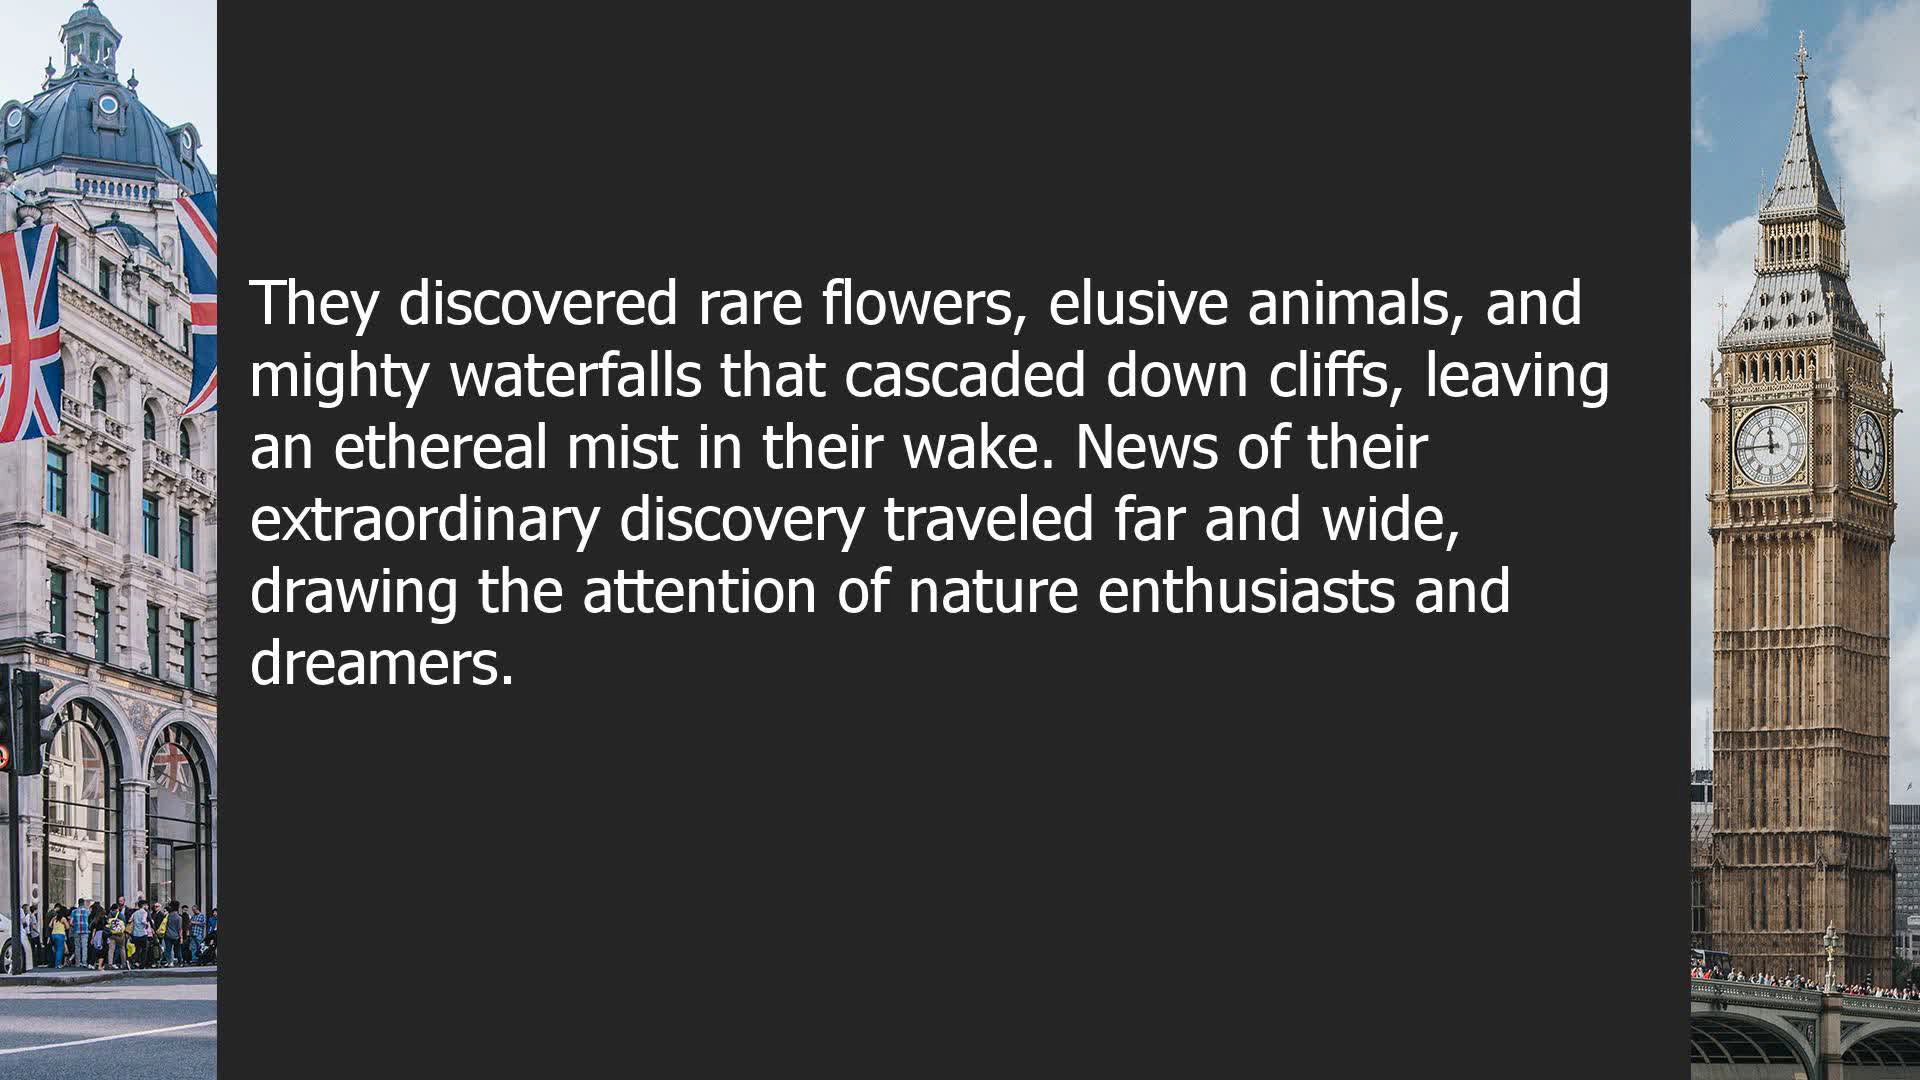 They discovered rare flowers, elusive animals, and
mighty waterfalls that cascaded down cliffs, leaving
an ethereal mist in their wake. News of their
extraordinary discovery traveled far and wide,
drawing the attention of nature enthusiasts and
dreamers.